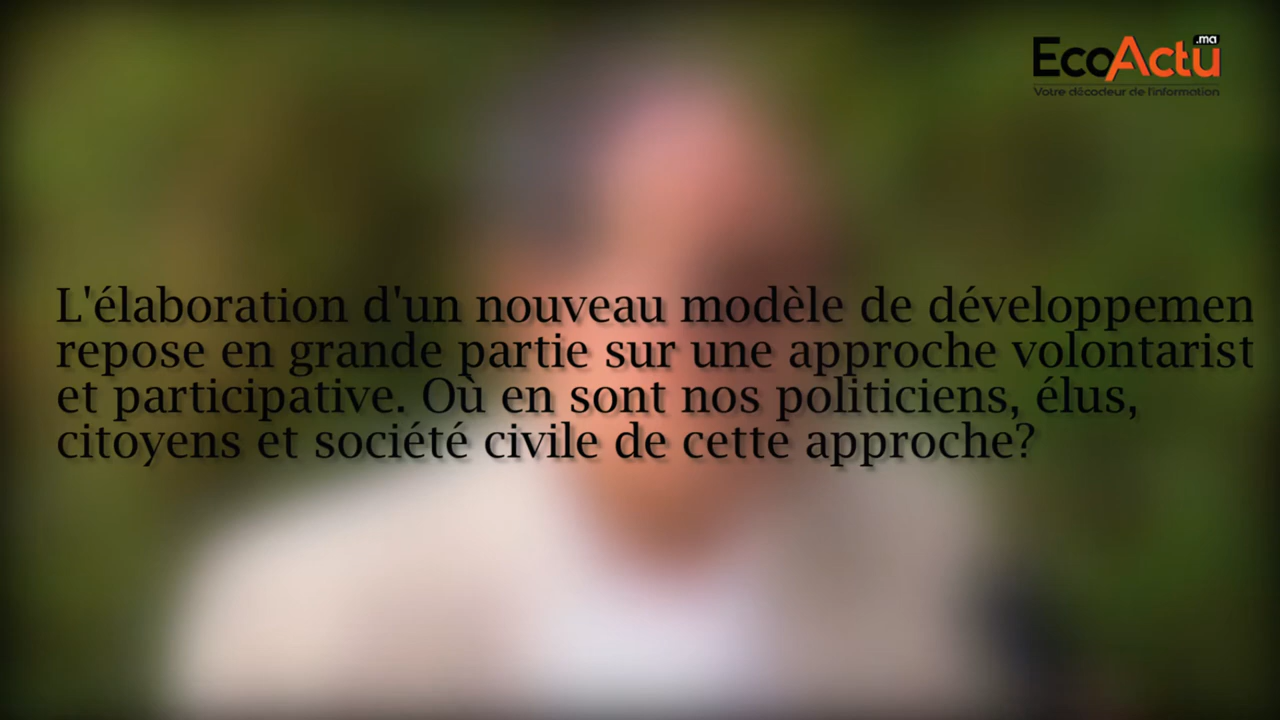 EcoActu.ma
Votre décodeur de l'information
L'élaboration d'un nouveau modèle de développemen
repose en grande partie sur une approche volontarist
et participative. Où en sont nos politiciens, élus,
citoyens et société civile de cette approche?